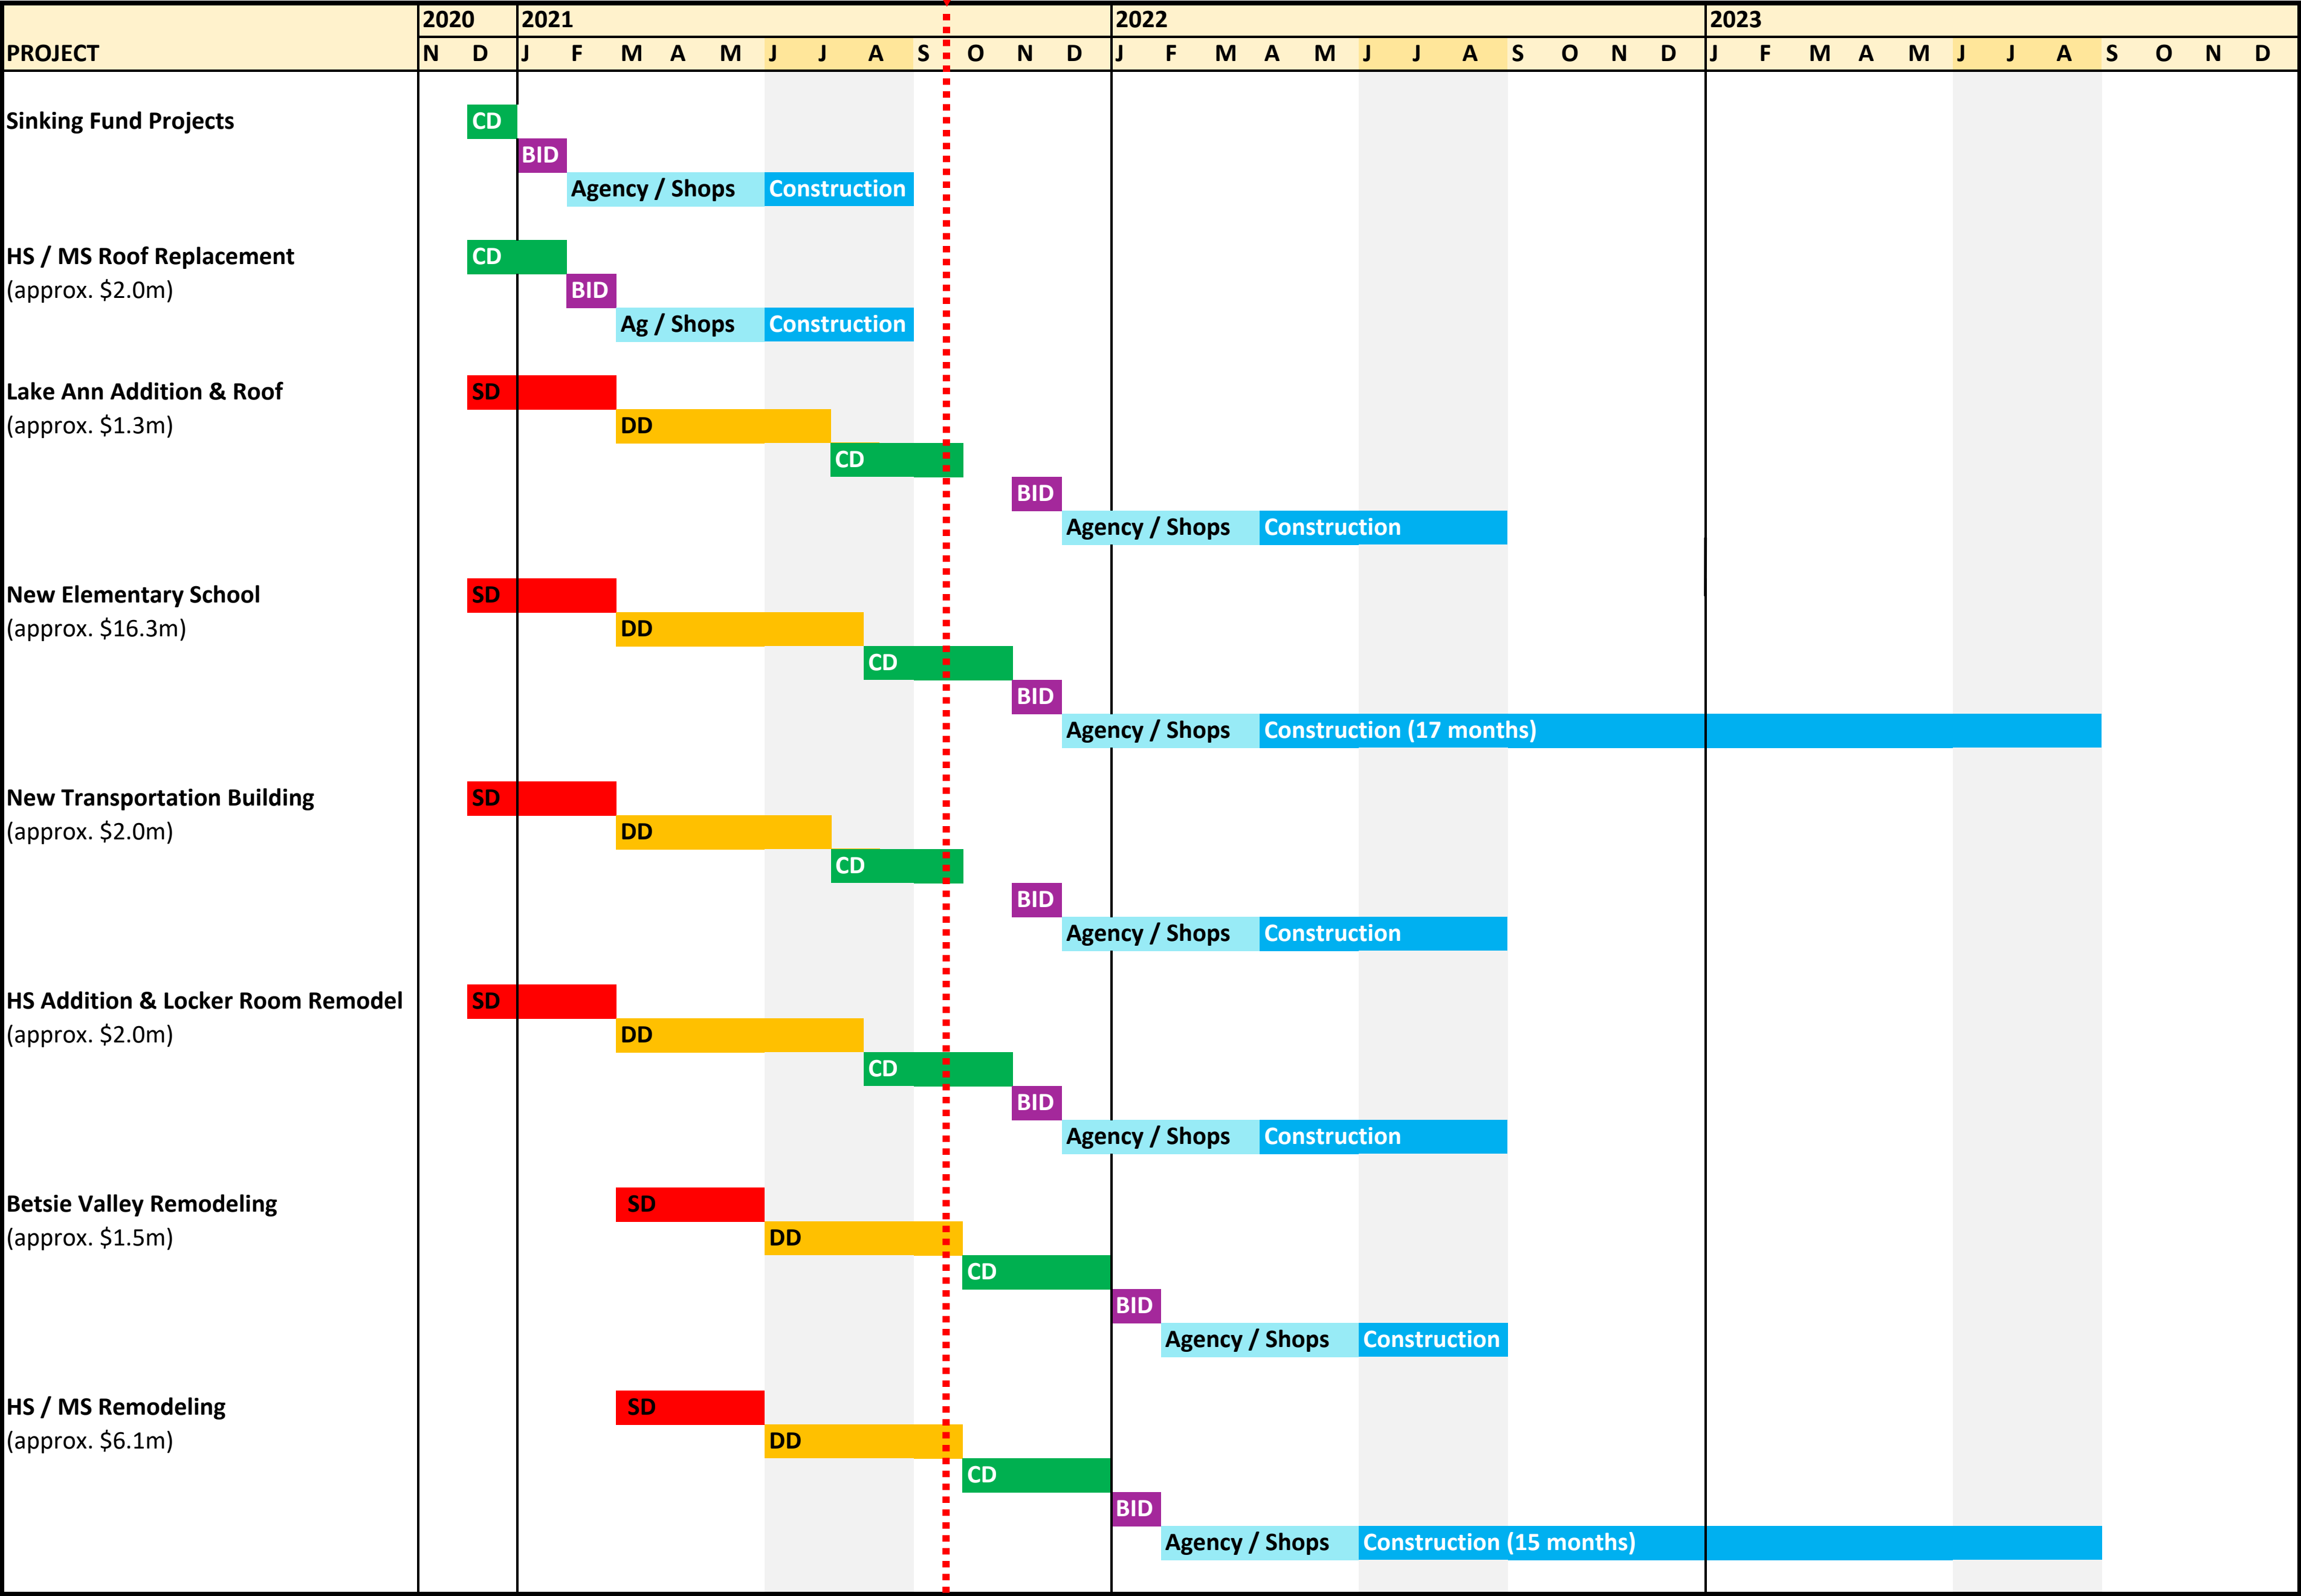 2020 2021 2022 2023
PROJECT N D J F M A M J J A S O N D J F M A M J J A S O N D J F M A M J J A S O N D
Sinking Fund Projects CD
BID
Agency / Shops Construction
HS / MS Roof Replacement CD
(approx. $2.0m) BID
Ag / Shops Construction
Lake Ann Addition & Roof SD
(approx. $1.3m) DD
CD
BID
Agency / Shops Construction
New Elementary School SD
(approx. $16.3m) DD
CD
BID
Agency / Shops Construction (17 months)
New Transportation Building SD
(approx. $2.0m) DD
CD
BID
Agency / Shops Construction
HS Addition & Locker Room Remodel SD
(approx. $2.0m) DD
CD
BID
Agency / Shops Construction
Betsie Valley Remodeling SD
(approx. $1.5m) DD
CD
BID
Agency / Shops Construction
HS / MS Remodeling SD
(approx. $6.1m) DD
CD
BID
Agency / Shops Construction (15 months)